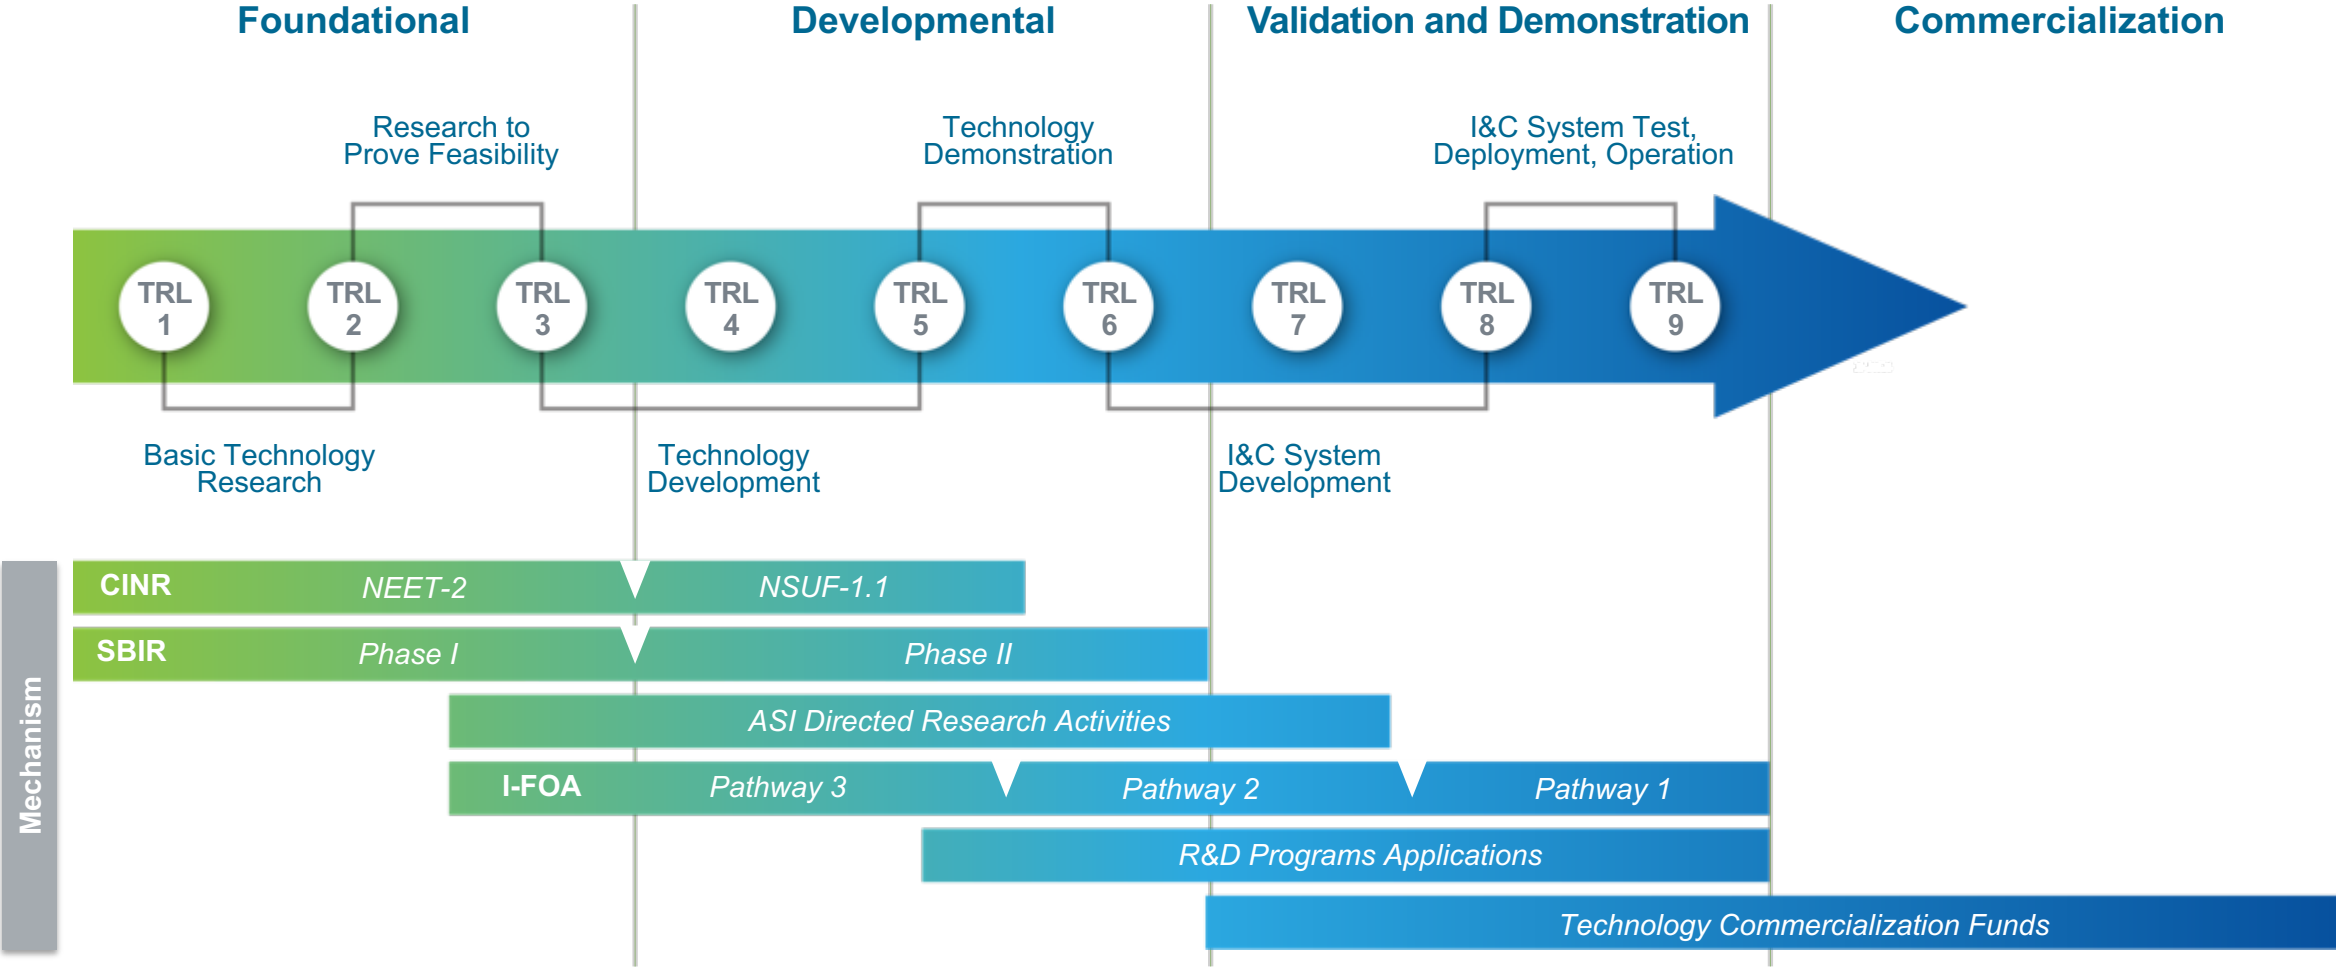 Foundational
Developmental
Validation and Demonstration
Commercialization
Research to
Prove Feasibility
Technology
Demonstration
I&C System Test,
Deployment, Operation
TRL
1
TRL
2
TRL
3
TRL
4
TRL
5
TRL
6
TRL
7
TRL
8
TRL
9
Basic Technology
Research
Technology
Development
I&C System
Development
Mechanism
CINR NEET-2 NSUF-1.1
SBIR Phase I Phase II
ASI Directed Research Activities
I-FOA Pathway 3 Pathway 2 Pathway 1
R&D Programs Applications
Technology Commercialization Funds